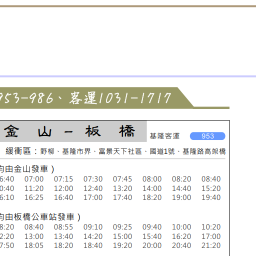 953-986、客運1031-1717
金 山 - 板 橋 基隆客運 953
緩衝區：野柳、基隆市界、富景天下社區、國道1號、基隆路高架橋
由金山發車）
6:40 07:00 07:15 07:30 07:45 08:00 08:20 08:40
0:40 11:20 12:00 12:40 13:20 14:00 14:40 15:20
6:10 16:25 16:40 17:00 17:40 18:20 19:00 19:40
由板橋公車站發車）
8:20 08:40 08:55 09:10 09:25 09:40 10:00 10:20
2:20 13:00 13:40 14:20 15:00 15:40 16:20 17:00
7:50 18:05 18:20 18:40 19:20 20:00 20:40 21:20